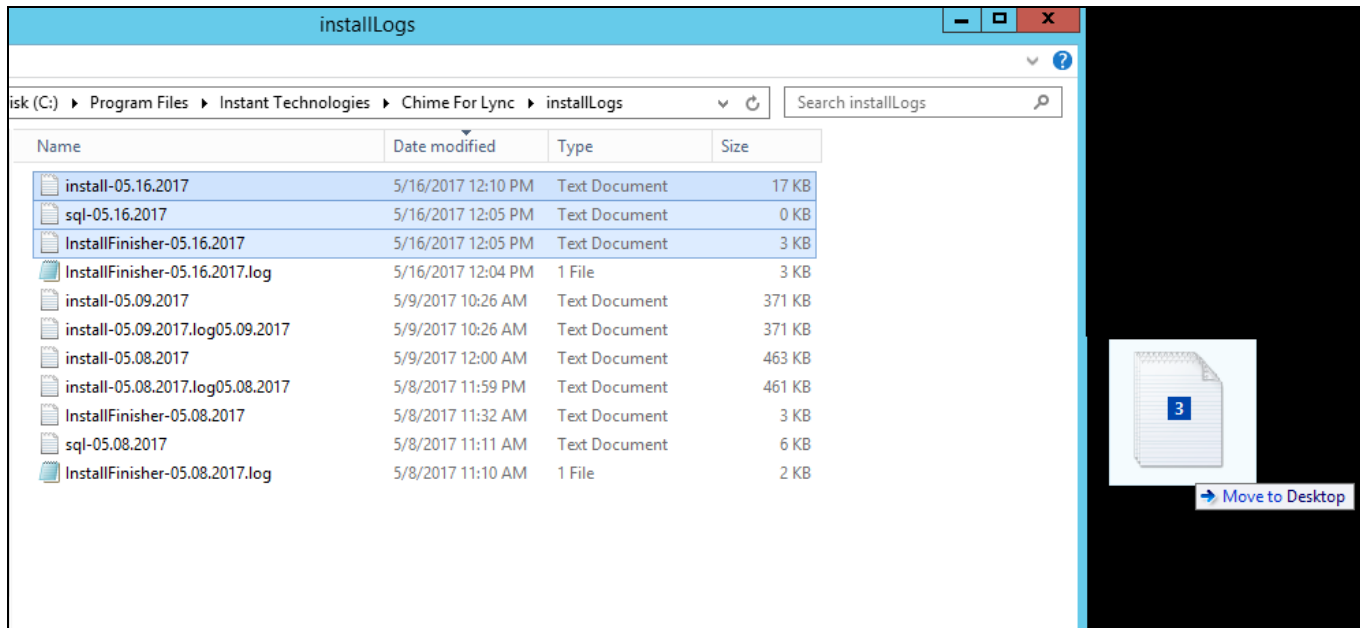 installLogs
X
?
isk (C:) Program Files Instant Technologies Chime For Lync installLogs Search installLogs
Name Date modified Type Size
install-05.16.2017 5/16/2017 12:10 PM Text Document 17 KB
sql-05.16.2017 5/16/2017 12:05 PM Text Document 0 KB
InstallFinisher-05.16.2017 5/16/2017 12:05 PM Text Document 3 KB
InstallFinisher-05.16.2017.log 5/16/2017 12:04 PM 1 File 3 KB
install-05.09.2017 5/9/2017 10:26 AM Text Document 371 KB
install-05.09.2017.log05.09.2017 5/9/2017 10:26 AM Text Document 371 KB
install-05.08.2017 5/9/2017 12:00 AM Text Document 463 KB
install-05.08.2017.log05.08.2017 5/8/2017 11:59 PM Text Document 461 KB
InstallFinisher-05.08.2017 5/8/2017 11:32 AM Text Document 3 KB
sql-05.08.2017 5/8/2017 11:11 AM Text Document 6 KB
InstallFinisher-05.08.2017.log 5/8/2017 11:10 AM 1 File 2 KB
3
Move to Desktop